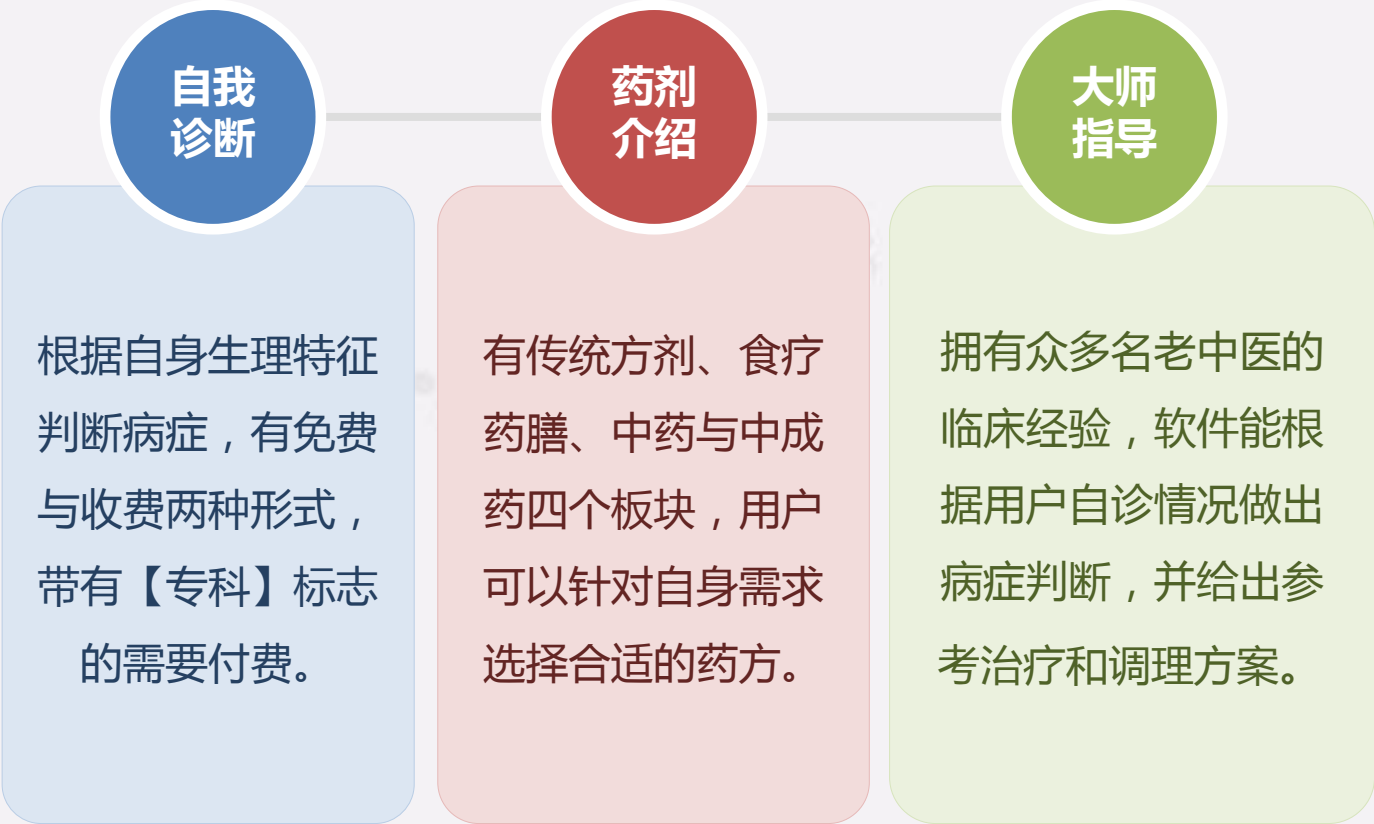 自我
诊断
根据自身生理特征
判断病症，有免费
与收费两种形式，
带有【专科】标志
的需要付费。
药剂
介绍
有传统方剂、食疗
药膳、中药与中成
药四个板块，用户
可以针对自身需求
选择合适的药方。
大师
指导
拥有众多名老中医的
临床经验，软件能根
据用户自诊情况做出
病症判断，并给出参
考治疗和调理方案。